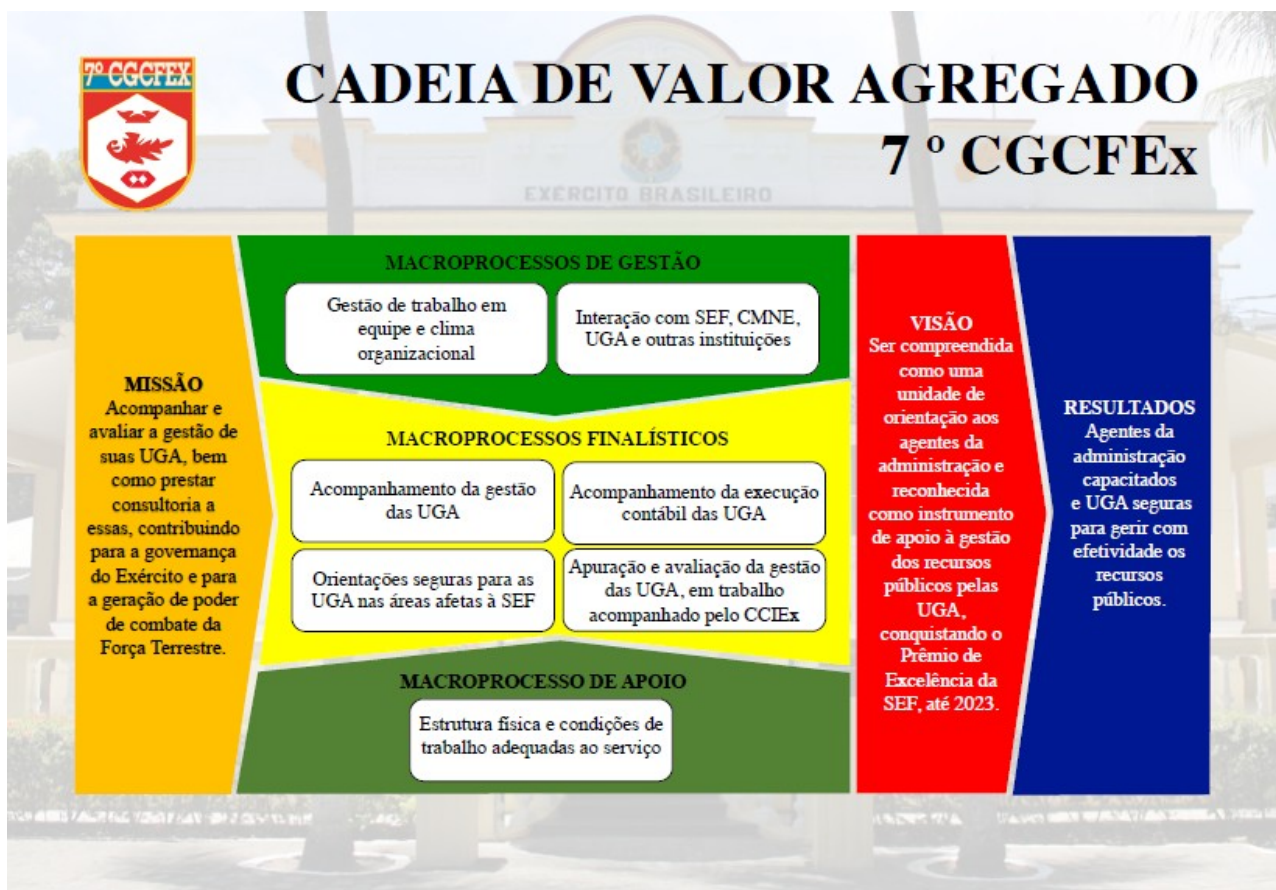 7º CGCFEX
CADEIA DE VALOR AGREGADO
7 º CGCFEx
EXÉRCITO BRASILEIRO
MISSÃO
Acompanhar e
avaliar a gestão de
suas UGA, bem
como prestar
consultoria a
essas, contribuindo
para a governança
do Exército e para
a geração de poder
de combate da
Força Terrestre.
MACROPROCESSOS DE GESTÃO
Gestão de trabalho em
equipe e clima
organizacional
Interação com SEF, CMNE,
UGA e outras instituições
MACROPROCESSOS FINALÍSTICOS
Acompanhamento da gestão
das UGA
Acompanhamento da execução
contábil das UGA
Orientações seguras para as
UGA nas áreas afetas à SEF
Apuração e avaliação da gestão
das UGA, em trabalho
acompanhado pelo CCIEx
MACROPROCESSO DE APOIO
Estrutura física e condições de
trabalho adequadas ao serviço
VISÃO
Ser compreendida
como uma
unidade de
orientação aos
agentes da
administração e
reconhecida
como instrumento
de apoio à gestão
dos recursos
públicos pelas
UGA,
conquistando o
Prêmio de
Excelência da
SEF, até 2023.
RESULTADOS
Agentes da
administração
capacitados
e UGA seguras
para gerir com
efetividade os
recursos
públicos.